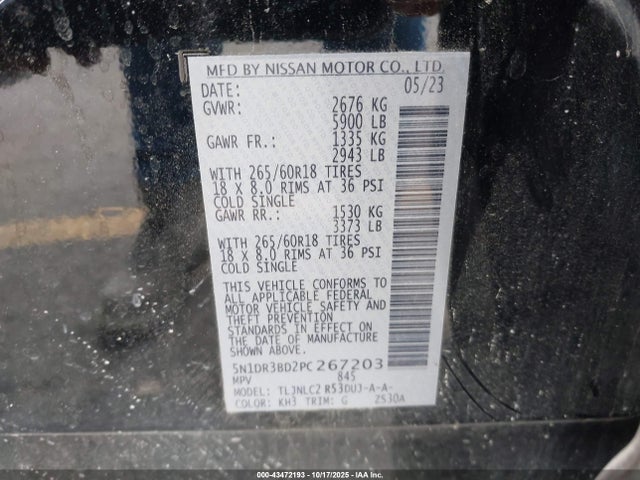 MFD BY NISSAN MOTOR CO., LTD.
DATE: 05/23
GVWR: 2676 KG
5900 LB
GAWR FR.: 1335 KG
2943 LB
WITH 265/60R18 TIRES
18 X 8.0 RIMS AT 36 PSI
COLD SINGLE
GAWR RR.: 1530 KG
3373 LB
WITH 265/60R18 TIRES
18 X 8.0 RIMS AT 36 PSI
COLD SINGLE
THIS VEHICLE CONFORMS TO
ALL APPLICABLE FEDERAL
MOTOR VEHICLE SAFETY AND
THEFT PREVENTION
STANDARDS IN EFFECT ON
THE DATE OF MANUFACTURE
SHOWN ABOVE.
5N1DR3BD2PC267203
MPV 845
MODEL: TLJNLC2 R53DUJ-A-A-
COLOR: KH3 TRIM: G ZS30A
000-43472193 - 10/17/2025 - IAA Inc.